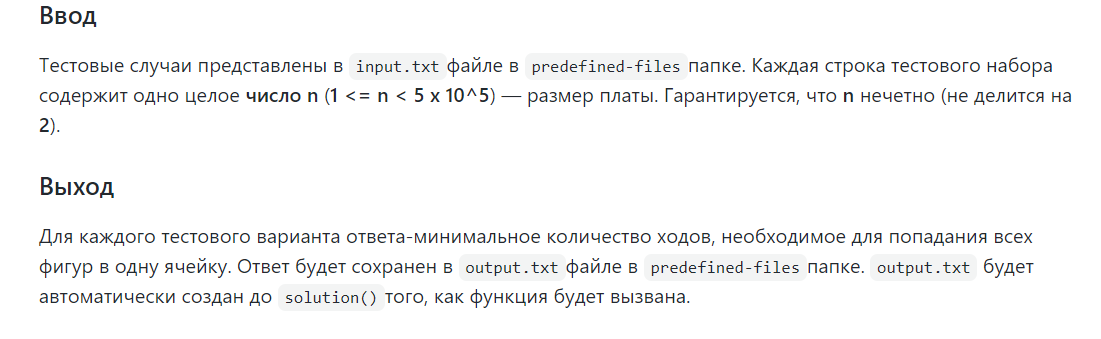 Ввод
Тестовые случаи представлены в input.txt файле в predefined-files папке. Каждая строка тестового набора
содержит одно целое число n (1 <= n < 5 x 10^5) — размер платы. Гарантируется, что n нечетно (не делится на
2).
Выход
Для каждого тестового варианта ответа-минимальное количество ходов, необходимое для попадания всех
фигур в одну ячейку. Ответ будет сохранен в output.txt файле в predefined-files папке. output.txt будет
автоматически создан до solution() того, как функция будет вызвана.